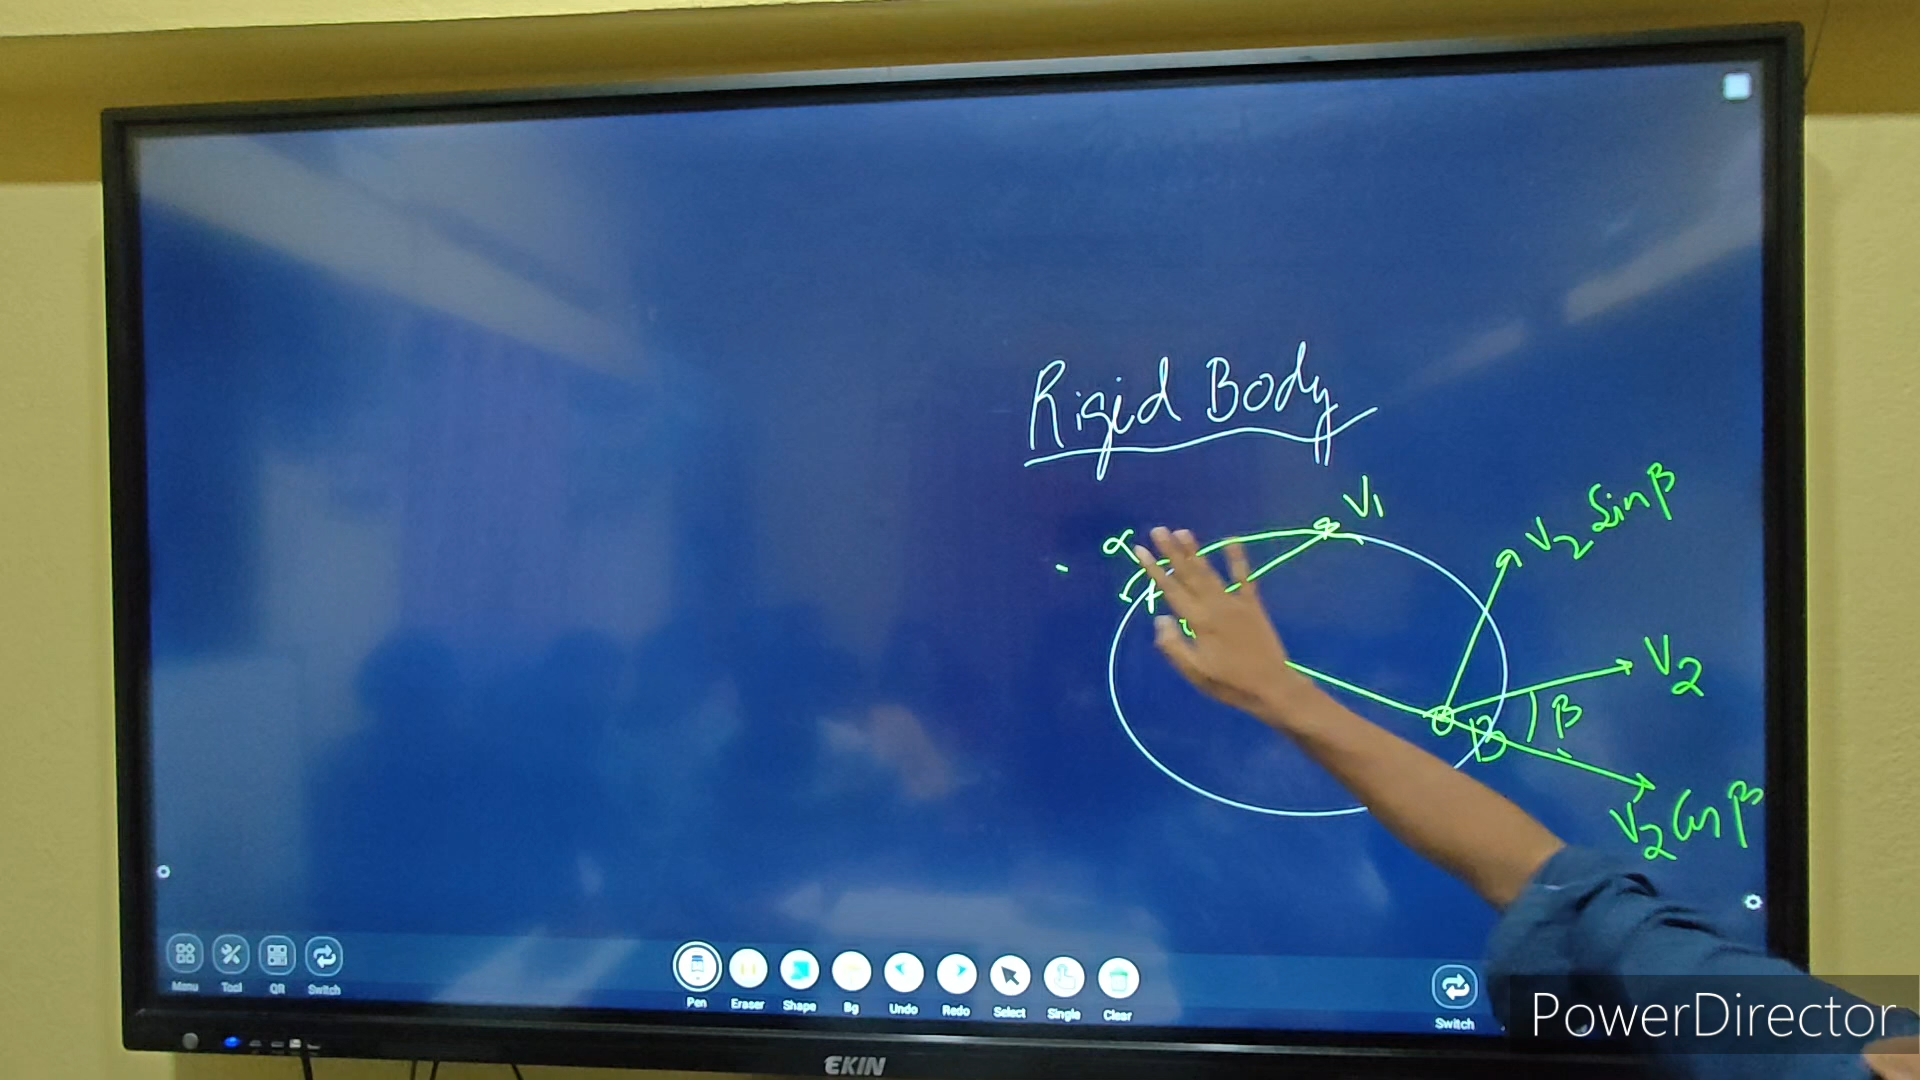 Rigid Body
V1
V2 Sinβ
α
V2
β
B
V2 Cosβ
Menu Tool QR Switch
Pen Eraser Shape Bg Undo Redo Select Single Clear
Switch
EKIN
PowerDirector